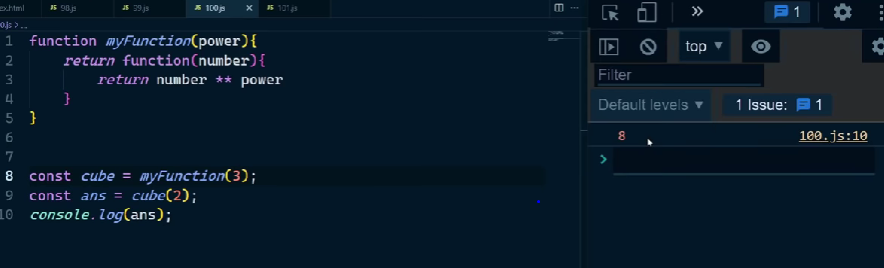 ex.html
98.js
99.js
100.js
101.js
0.js > ...
1 function myFunction(power){
2 return function(number){
3 return number ** power
4 }
5 }
6
7
8 const cube = myFunction(3);
9 const ans = cube(2);
10 console.log(ans);
1
top
Filter
Default levels
1 Issue: 1
8 100.js:10